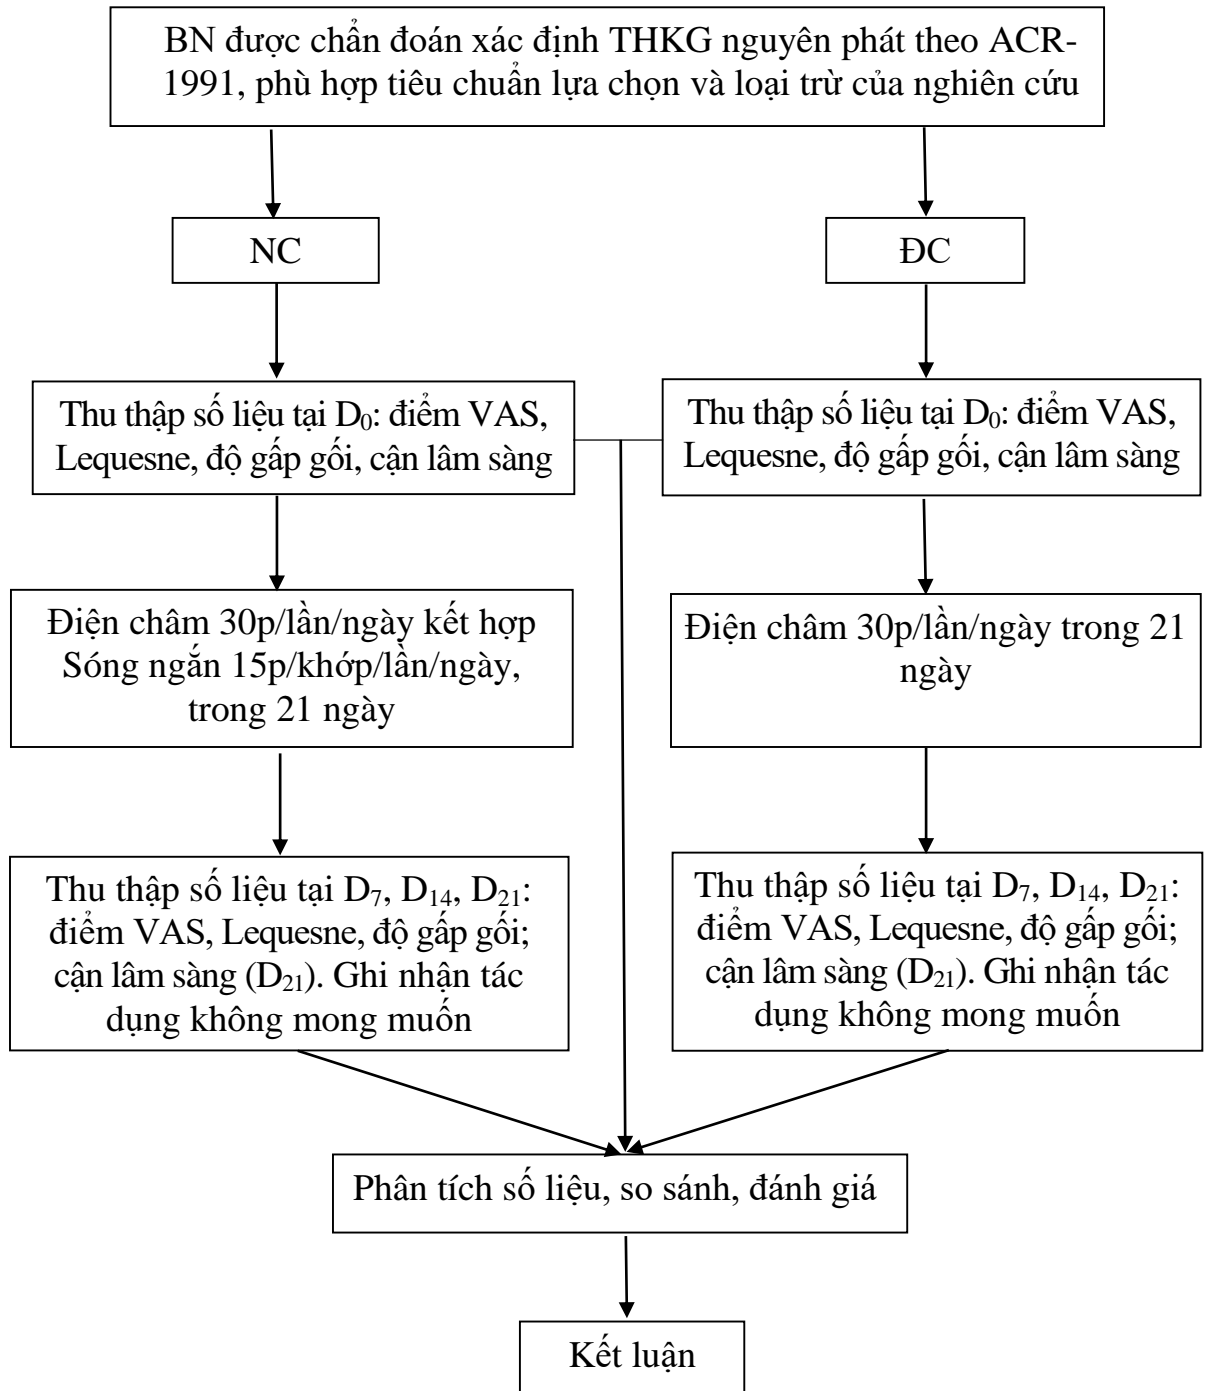 BN được chẩn đoán xác định THKG nguyên phát theo ACR-
1991, phù hợp tiêu chuẩn lựa chọn và loại trừ của nghiên cứu
NC
ĐC
Thu thập số liệu tại D₀: điểm VAS,
Lequesne, độ gấp gối, cận lâm sàng
Thu thập số liệu tại D₀: điểm VAS,
Lequesne, độ gấp gối, cận lâm sàng
Điện châm 30p/lần/ngày kết hợp
Sóng ngắn 15p/khớp/lần/ngày,
trong 21 ngày
Điện châm 30p/lần/ngày trong 21
ngày
Thu thập số liệu tại D₇, D₁₄, D₂₁:
điểm VAS, Lequesne, độ gấp gối;
cận lâm sàng (D₂₁). Ghi nhận tác
dụng không mong muốn
Thu thập số liệu tại D₇, D₁₄, D₂₁:
điểm VAS, Lequesne, độ gấp gối;
cận lâm sàng (D₂₁). Ghi nhận tác
dụng không mong muốn
Phân tích số liệu, so sánh, đánh giá
Kết luận